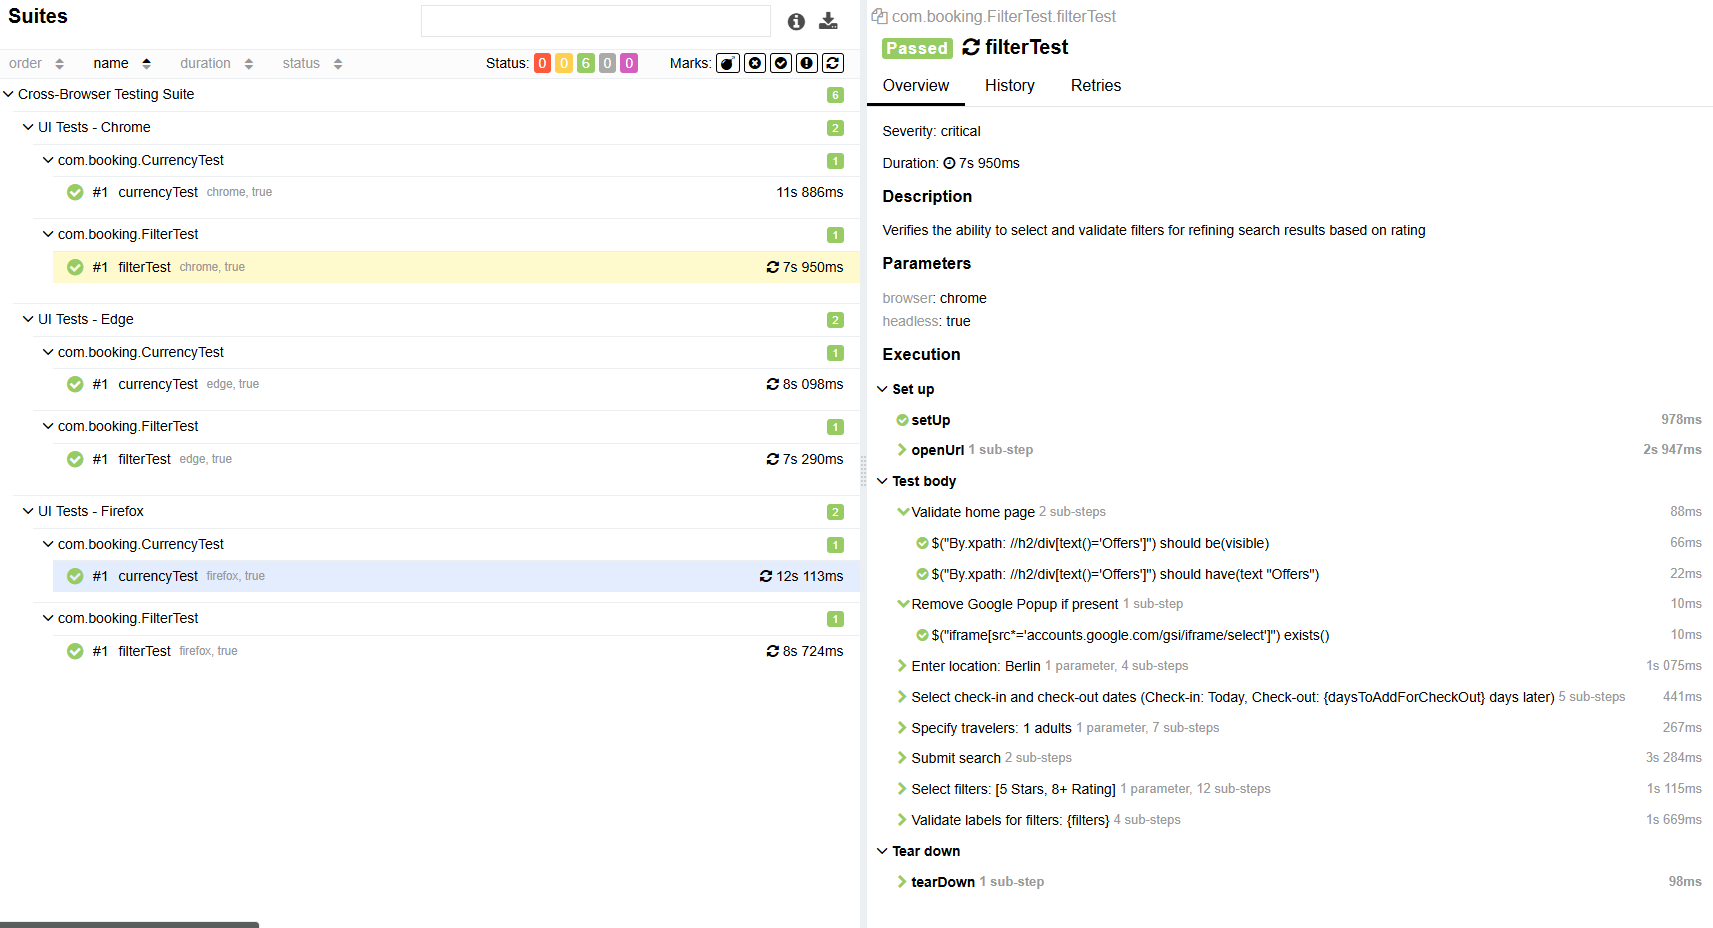 Suites
order name duration status Status: 0 0 6 0 0 Marks:
Cross-Browser Testing Suite 6
UI Tests - Chrome 2
com.booking.CurrencyTest 1
#1 currencyTest chrome, true 11s 886ms
com.booking.FilterTest 1
#1 filterTest chrome, true 7s 950ms
UI Tests - Edge 2
com.booking.CurrencyTest 1
#1 currencyTest edge, true 8s 098ms
com.booking.FilterTest 1
#1 filterTest edge, true 7s 290ms
UI Tests - Firefox 2
com.booking.CurrencyTest 1
#1 currencyTest firefox, true 12s 113ms
com.booking.FilterTest 1
#1 filterTest firefox, true 8s 724ms
com.booking.FilterTest.filterTest
Passed filterTest
Overview History Retries
Severity: critical
Duration: 7s 950ms
Description
Verifies the ability to select and validate filters for refining search results based on rating
Parameters
browser: chrome
headless: true
Execution
Set up
setUp 978ms
openUrl 1 sub-step 2s 947ms
Test body
Validate home page 2 sub-steps 88ms
$("By.xpath: //h2/div[text()='Offers']") should be(visible) 66ms
$("By.xpath: //h2/div[text()='Offers']") should have(text "Offers") 22ms
Remove Google Popup if present 1 sub-step 10ms
$("iframe[src*='accounts.google.com/gsi/iframe/select']") exists() 10ms
Enter location: Berlin 1 parameter, 4 sub-steps 1s 075ms
Select check-in and check-out dates (Check-in: Today, Check-out: {daysToAddForCheckOut} days later) 5 sub-steps 441ms
Specify travelers: 1 adults 1 parameter, 7 sub-steps 267ms
Submit search 2 sub-steps 3s 284ms
Select filters: [5 Stars, 8+ Rating] 1 parameter, 12 sub-steps 1s 115ms
Validate labels for filters: {filters} 4 sub-steps 1s 669ms
Tear down
tearDown 1 sub-step 98ms